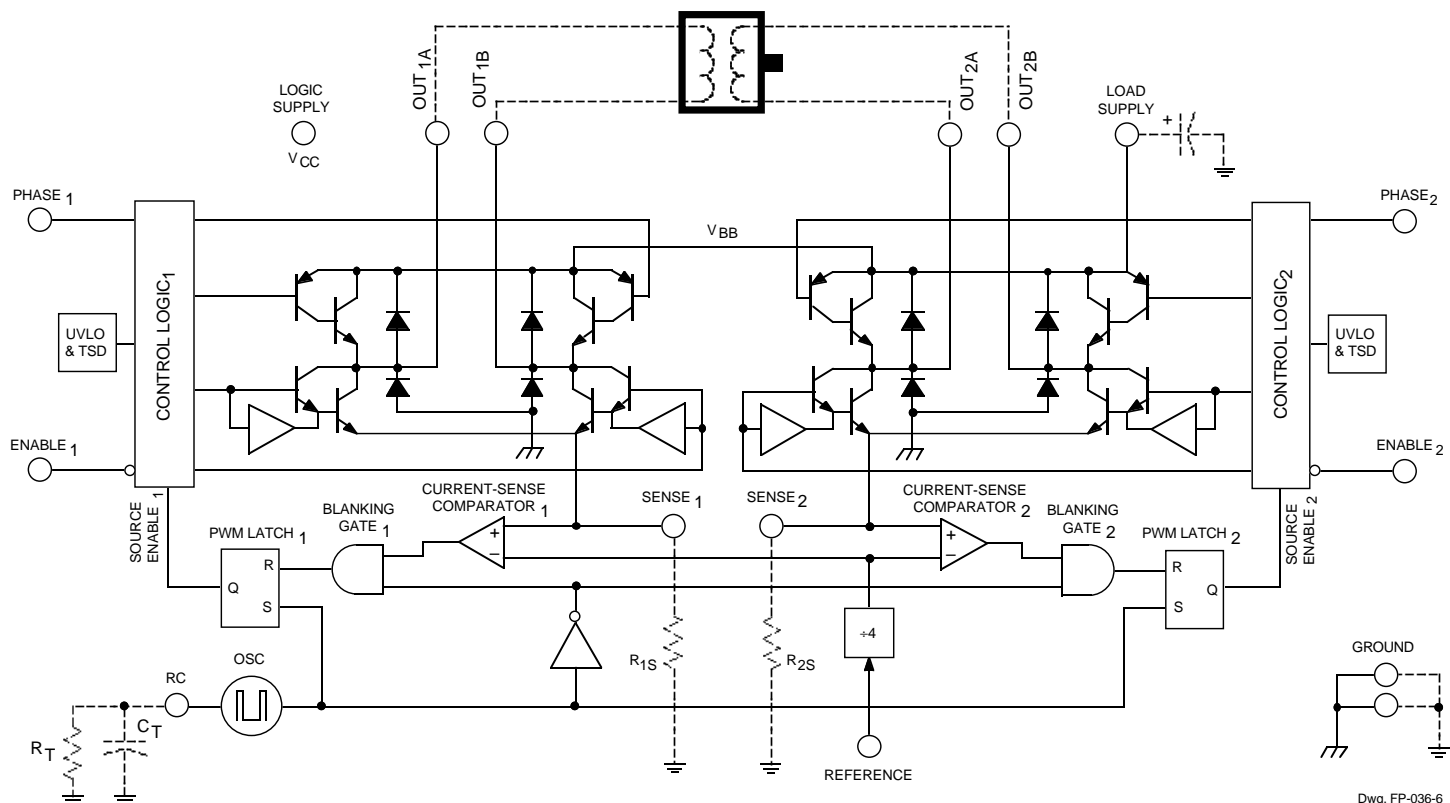 OUT1A
OUT1B
OUT2A
OUT2B
LOGIC
SUPPLY
VCC
LOAD
SUPPLY
+
PHASE 1
PHASE2
VBB
CONTROL LOGIC1
CONTROL LOGIC2
UVLO
& TSD
UVLO
& TSD
ENABLE 1
ENABLE 2
SOURCE
ENABLE 1
SOURCE
ENABLE 2
CURRENT-SENSE
COMPARATOR 1
SENSE 1
SENSE 2
CURRENT-SENSE
COMPARATOR 2
BLANKING
GATE 1
BLANKING
GATE 2
PWM LATCH 1
PWM LATCH 2
R
Q
S
+
–
+
–
R
Q
S
÷4
R1S
R2S
GROUND
OSC
RC
RT
CT
REFERENCE
Dwg. FP-036-6